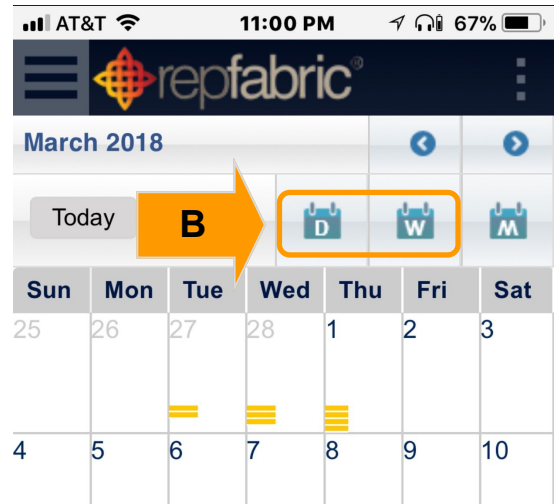 AT&T 11:00 PM 67%
repfabric®
March 2018
Today B D W M
Sun Mon Tue Wed Thu Fri Sat
25 26 27 28 1 2 3
4 5 6 7 8 9 10